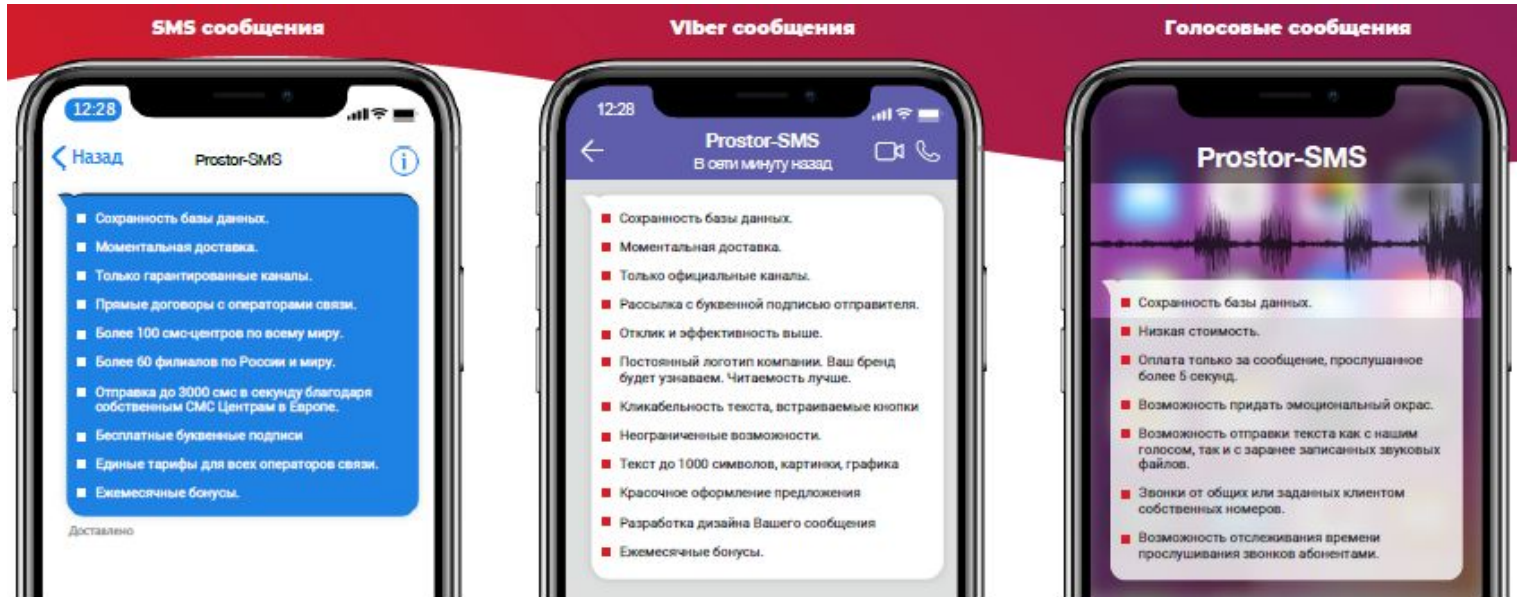 SMS сообщения
12:28
Назад
Prostor-SMS
Сохранность базы данных.
Моментальная доставка.
Только гарантированные каналы.
Прямые договоры с операторами связи.
Более 100 смс-центров по всему миру.
Более 60 филиалов по России и миру.
Отправка до 3000 смс в секунду благодаря
собственным СМС Центрам в Европе.
Бесплатные буквенные подписи
Единые тарифы для всех операторов связи.
Ежемесячные бонусы.
Доставлено
VIber сообщения
12:28
Prostor-SMS
В сети минуту назад
Сохранность базы данных.
Моментальная доставка.
Только официальные каналы.
Рассылка с буквенной подписью отправителя.
Отклик и эффективность выше.
Постоянный логотип компании. Ваш бренд
будет узнаваем. Читаемость лучше.
Кликабельность текста, встраиваемые кнопки
Неограниченные возможности.
Текст до 1000 символов, картинки, графика
Красочное оформление предложения
Разработка дизайна Вашего сообщения
Ежемесячные бонусы.
Голосовые сообщения
Prostor-SMS
Сохранность базы данных.
Низкая стоимость.
Оплата только за сообщение, прослушанное
более 5 секунд.
Возможность придать эмоциональный окрас.
Возможность отправки текста как с нашим
голосом, так и с заранее записанных звуковых
файлов.
Звонки от общих или заданных клиентом
собственных номеров.
Возможность отслеживания времени
прослушивания звонков абонентами.